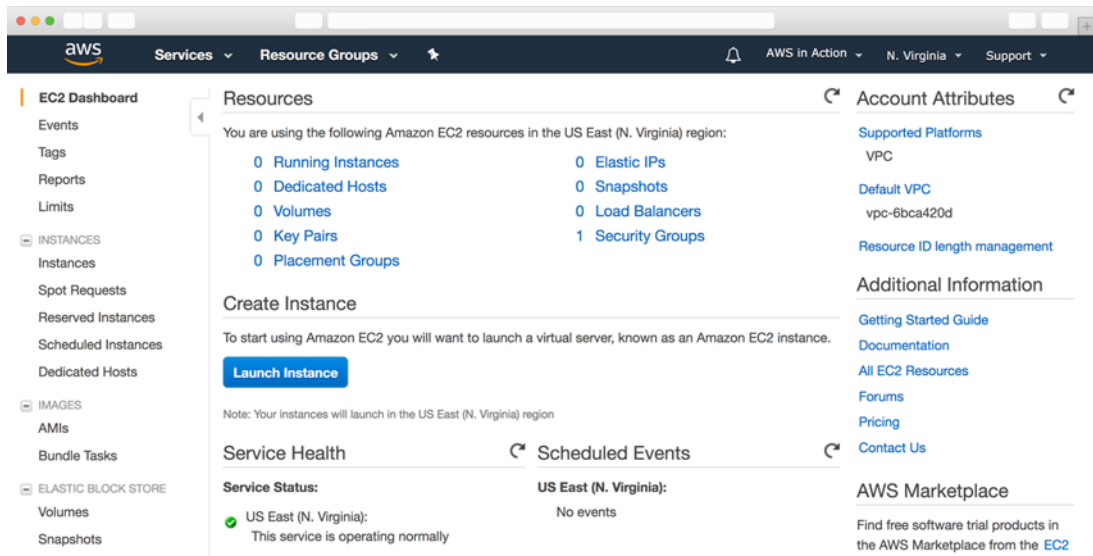 aws
Services
Resource Groups
AWS in Action
N. Virginia
Support
EC2 Dashboard
Events
Tags
Reports
Limits
INSTANCES
Instances
Spot Requests
Reserved Instances
Scheduled Instances
Dedicated Hosts
IMAGES
AMIs
Bundle Tasks
ELASTIC BLOCK STORE
Volumes
Snapshots
Resources
You are using the following Amazon EC2 resources in the US East (N. Virginia) region:
0 Running Instances
0 Dedicated Hosts
0 Volumes
0 Key Pairs
0 Placement Groups
0 Elastic IPs
0 Snapshots
0 Load Balancers
1 Security Groups
Create Instance
To start using Amazon EC2 you will want to launch a virtual server, known as an Amazon EC2 instance.
Launch Instance
Note: Your instances will launch in the US East (N. Virginia) region
Service Health
Service Status:
US East (N. Virginia):
This service is operating normally
Scheduled Events
US East (N. Virginia):
No events
Account Attributes
Supported Platforms
VPC
Default VPC
vpc-6bca420d
Resource ID length management
Additional Information
Getting Started Guide
Documentation
All EC2 Resources
Forums
Pricing
Contact Us
AWS Marketplace
Find free software trial products in
the AWS Marketplace from the EC2